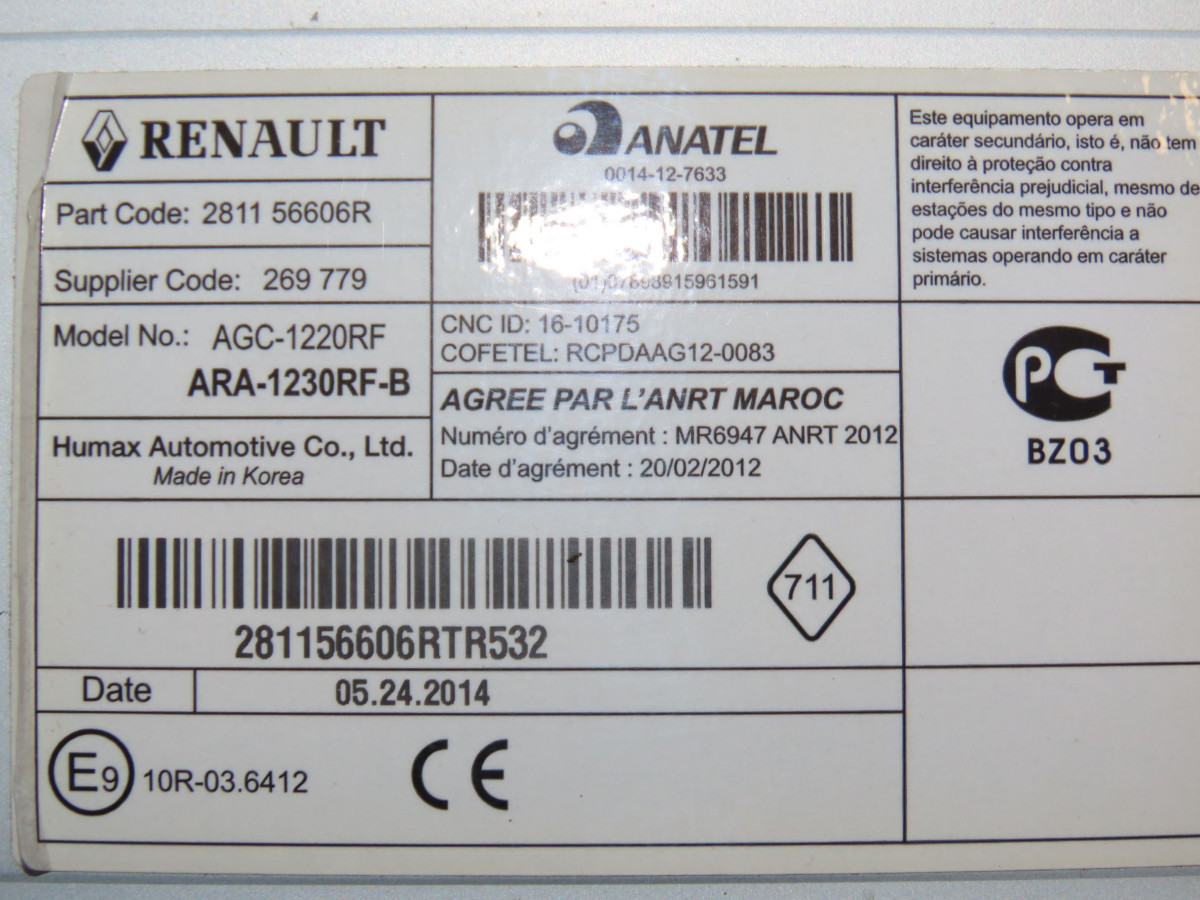 RENAULT
Part Code: 2811 56606R
Supplier Code: 269 779
Model No.: AGC-1220RF
ARA-1230RF-B
Humax Automotive Co., Ltd.
Made in Korea
ANATEL
0014-12-7633
(01)07898915961591
CNC ID: 16-10175
COFETEL: RCPDAAG12-0083
AGREE PAR L'ANRT MAROC
Numéro d'agrément : MR6947 ANRT 2012
Date d'agrément : 20/02/2012
Este equipamento opera em
caráter secundário, isto é, não tem
direito à proteção contra
interferência prejudicial, mesmo de
estações do mesmo tipo e não
pode causar interferência a
sistemas operando em caráter
primário.
PCT
BZ03
281156606RTR532
711
Date 05.24.2014
E9 10R-03.6412
CE